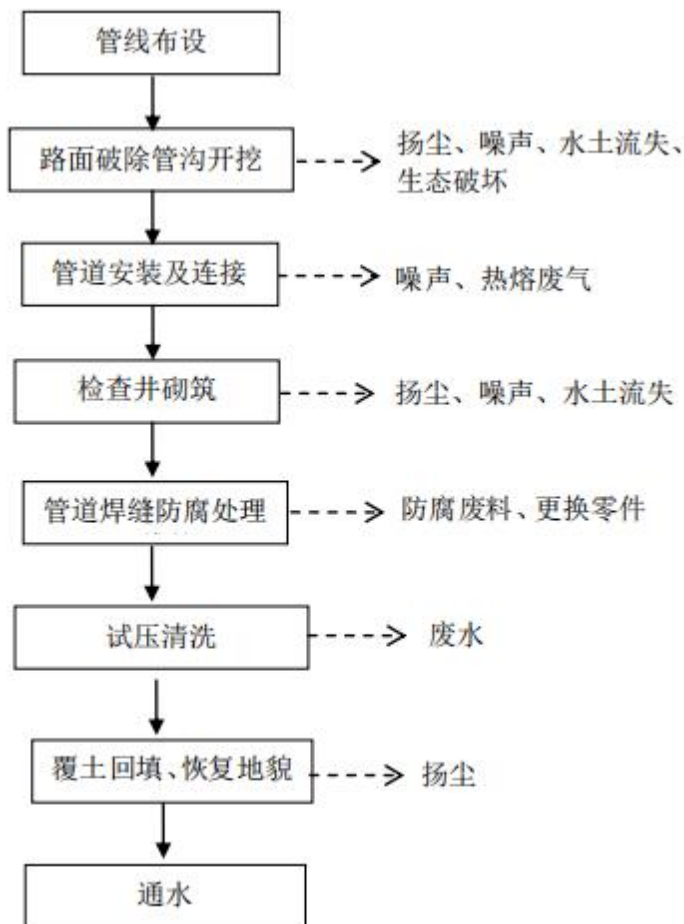 管线布设
路面破除管沟开挖
扬尘、噪声、水土流失、
生态破坏
管道安装及连接
噪声、热熔废气
检查井砌筑
扬尘、噪声、水土流失
管道焊缝防腐处理
防腐废料、更换零件
试压清洗
废水
覆土回填、恢复地貌
扬尘
通水